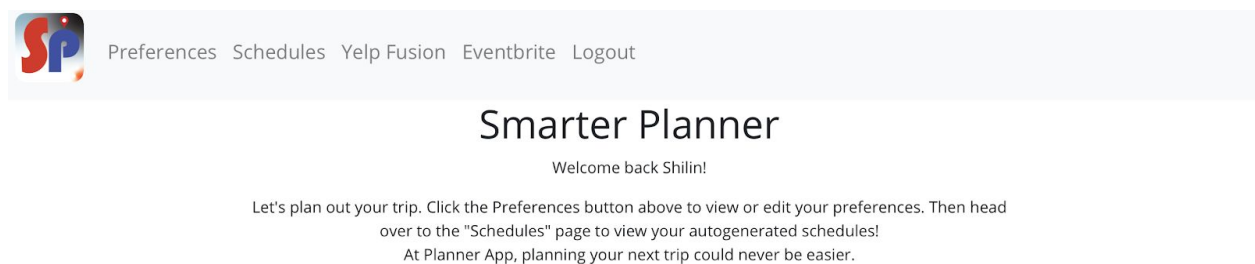 SP
Preferences Schedules Yelp Fusion Eventbrite Logout
Smarter Planner
Welcome back Shilin!
Let's plan out your trip. Click the Preferences button above to view or edit your preferences. Then head
over to the "Schedules" page to view your autogenerated schedules!
At Planner App, planning your next trip could never be easier.